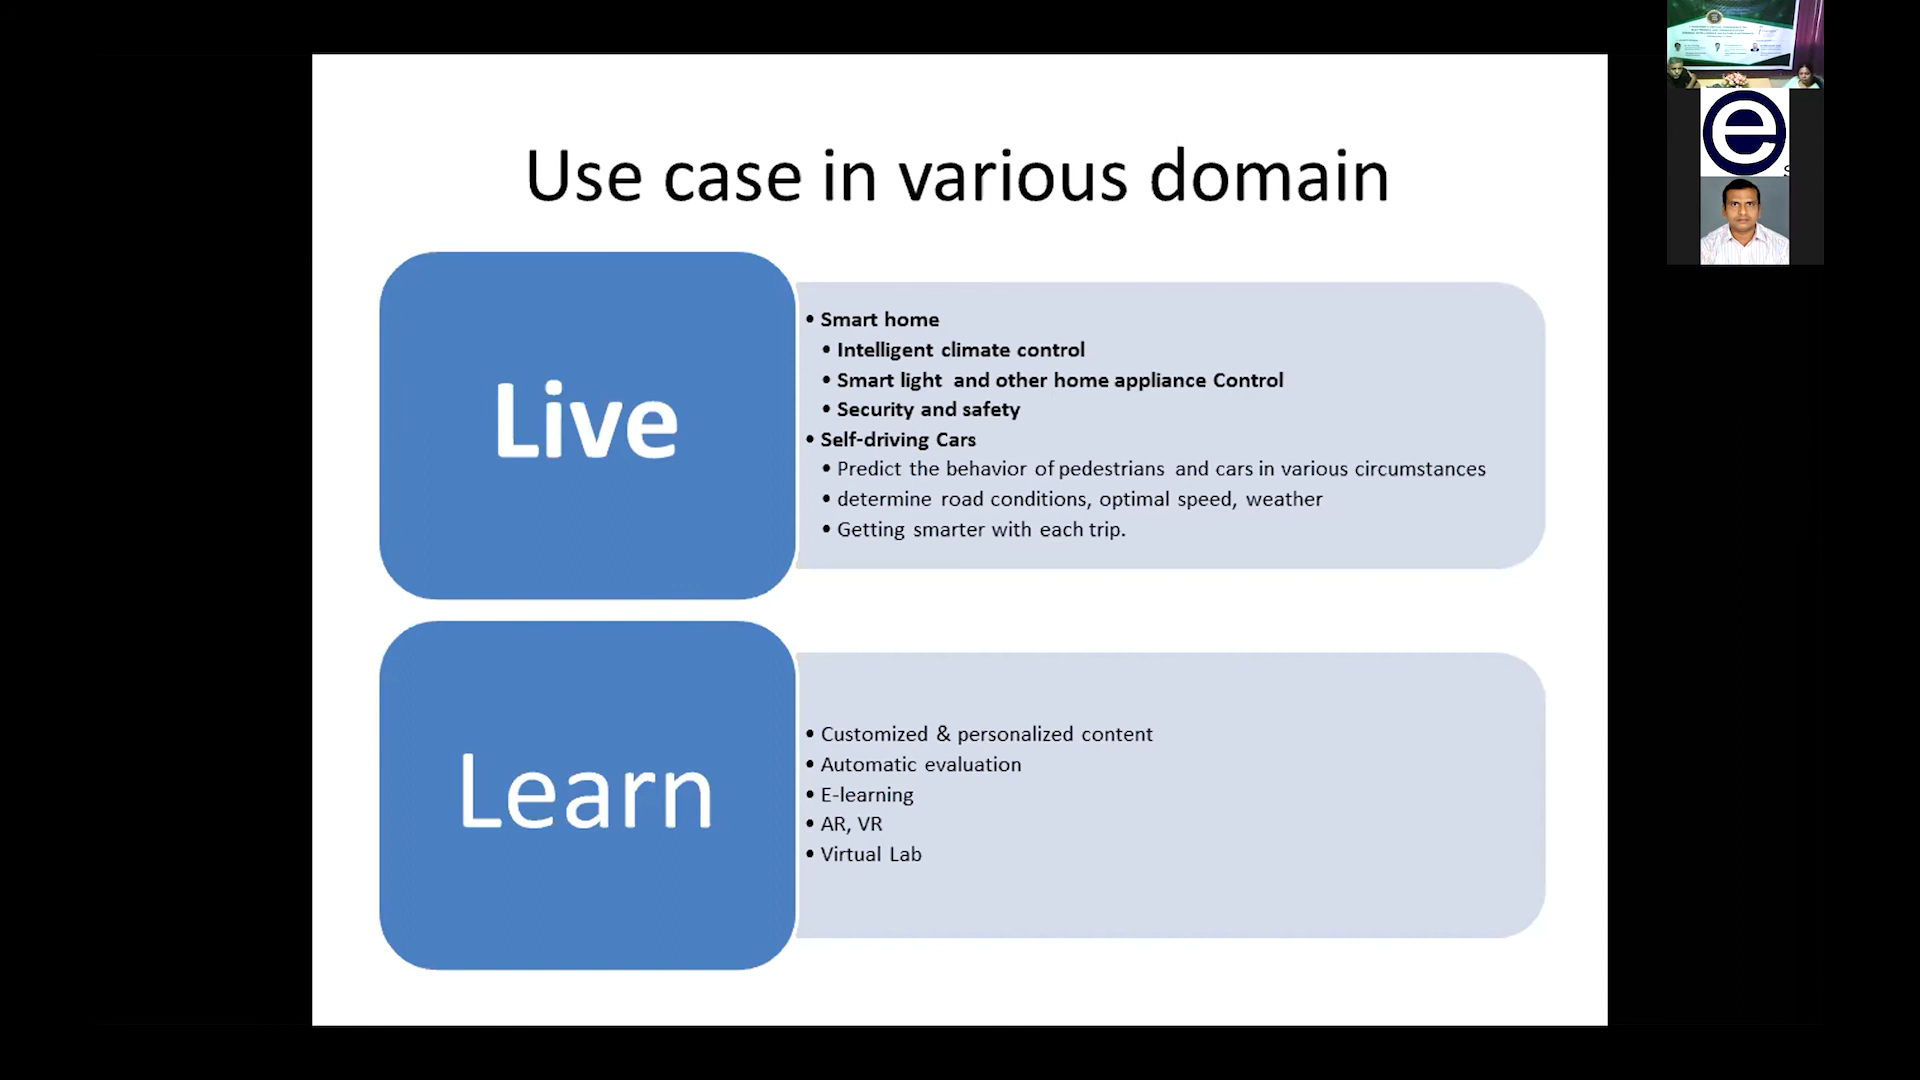 Use case in various domain
Live
• Smart home
• Intelligent climate control
• Smart light and other home appliance Control
• Security and safety
• Self-driving Cars
• Predict the behavior of pedestrians and cars in various circumstances
• determine road conditions, optimal speed, weather
• Getting smarter with each trip.
Learn
• Customized & personalized content
• Automatic evaluation
• E-learning
• AR, VR
• Virtual Lab
e